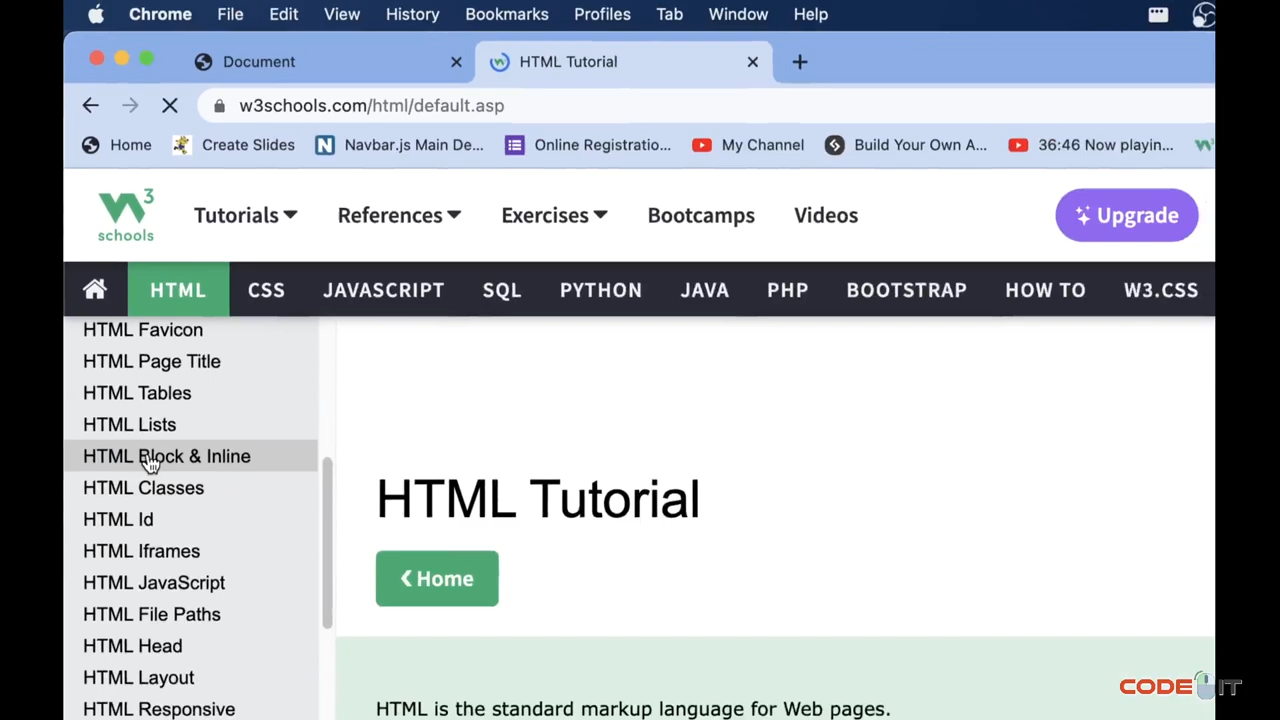 Chrome File Edit View History Bookmarks Profiles Tab Window Help
Document HTML Tutorial
w3schools.com/html/default.asp
Home Create Slides Navbar.js Main De... Online Registratio... My Channel Build Your Own A... 36:46 Now playin...
W3 schools Tutorials References Exercises Bootcamps Videos Upgrade
HTML CSS JAVASCRIPT SQL PYTHON JAVA PHP BOOTSTRAP HOW TO W3.CSS
HTML Favicon
HTML Page Title
HTML Tables
HTML Lists
HTML Block & Inline
HTML Classes
HTML Id
HTML Iframes
HTML JavaScript
HTML File Paths
HTML Head
HTML Layout
HTML Responsive
HTML Tutorial
❮ Home
HTML is the standard markup language for Web pages.
CODE IT